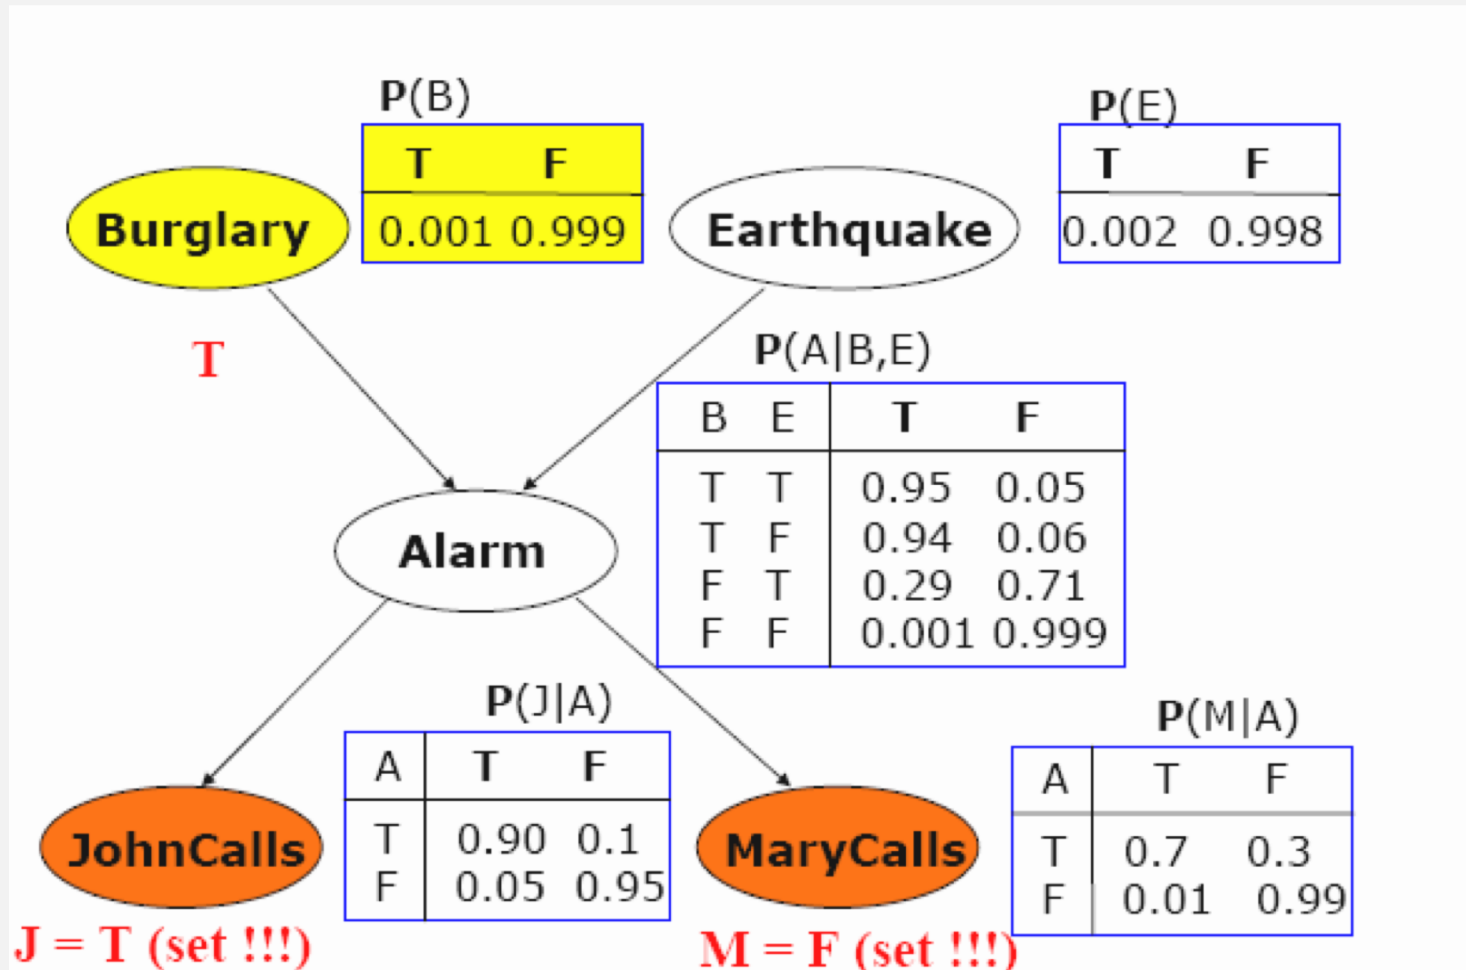 P(B)
T F
0.001 0.999
Burglary
P(E)
T F
0.002 0.998
Earthquake
T
P(A|B,E)
B E T F
T T 0.95 0.05
T F 0.94 0.06
F T 0.29 0.71
F F 0.001 0.999
Alarm
P(J|A)
A T F
T 0.90 0.1
F 0.05 0.95
P(M|A)
A T F
T 0.7 0.3
F 0.01 0.99
JohnCalls
MaryCalls
J = T (set !!!)
M = F (set !!!)